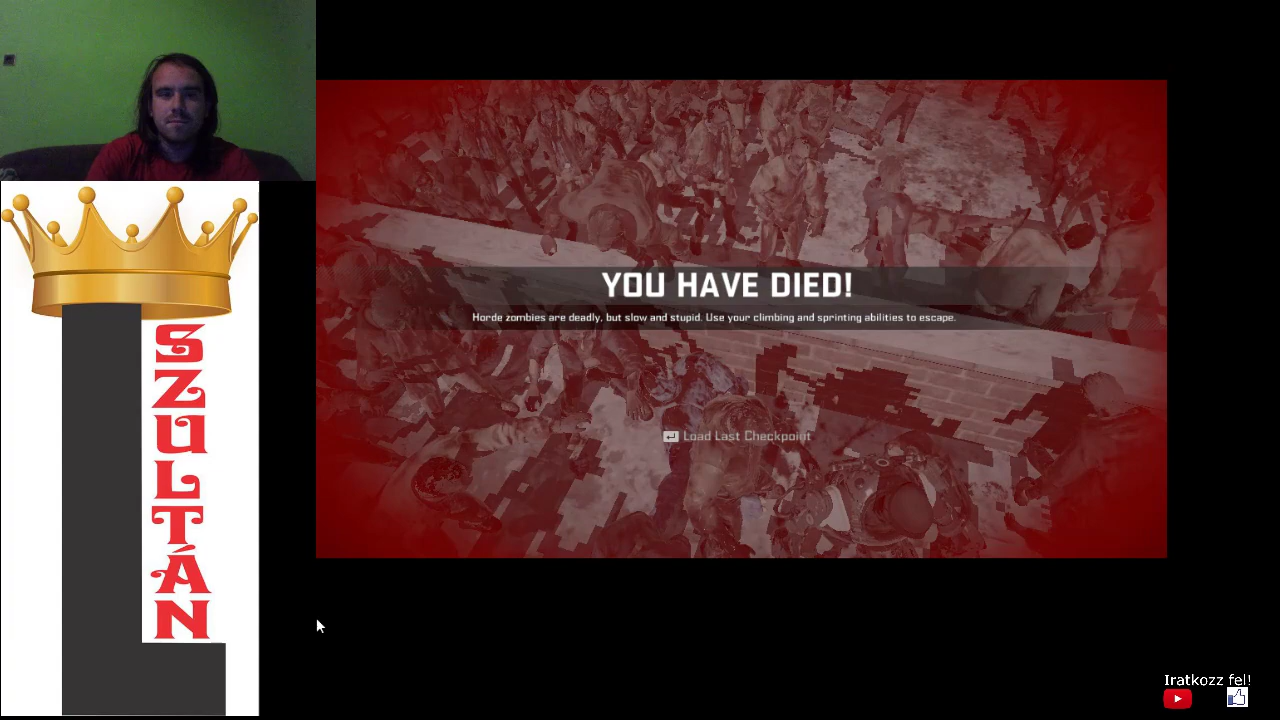 SZULTÁN
YOU HAVE DIED!
Horde zombies are deadly, but slow and stupid. Use your climbing and sprinting abilities to escape.
Load Last Checkpoint
Iratkozz fel!